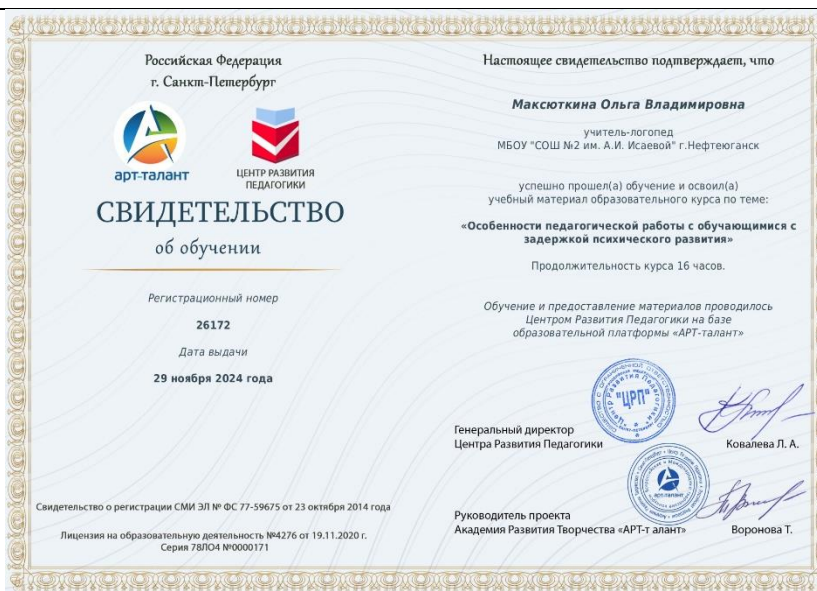 Российская Федерация
г. Санкт-Петербург
арт-талант
ЦЕНТР РАЗВИТИЯ
ПЕДАГОГИКИ
СВИДЕТЕЛЬСТВО
об обучении
Регистрационный номер
26172
Дата выдачи
29 ноября 2024 года
Свидетельство о регистрации СМИ ЭЛ № ФС 77-59675 от 23 октября 2014 года
Лицензия на образовательную деятельность №4276 от 19.11.2020 г.
Серия 78ЛО4 №0000171
Настоящее свидетельство подтверждает, что
Максюткина Ольга Владимировна
учитель-логопед
МБОУ "СОШ №2 им. А.И. Исаевой" г.Нефтеюганск
успешно прошел(а) обучение и освоил(а)
учебный материал образовательного курса по теме:
«Особенности педагогической работы с обучающимися с
задержкой психического развития»
Продолжительность курса 16 часов.
Обучение и предоставление материалов проводилось
Центром Развития Педагогики на базе
образовательной платформы «АРТ-талант»
"ЦРП"
Генеральный директор
Центра Развития Педагогики
Ковалева Л. А.
арт-талант
Руководитель проекта
Академия Развития Творчества «АРТ-т алант»
Воронова Т.